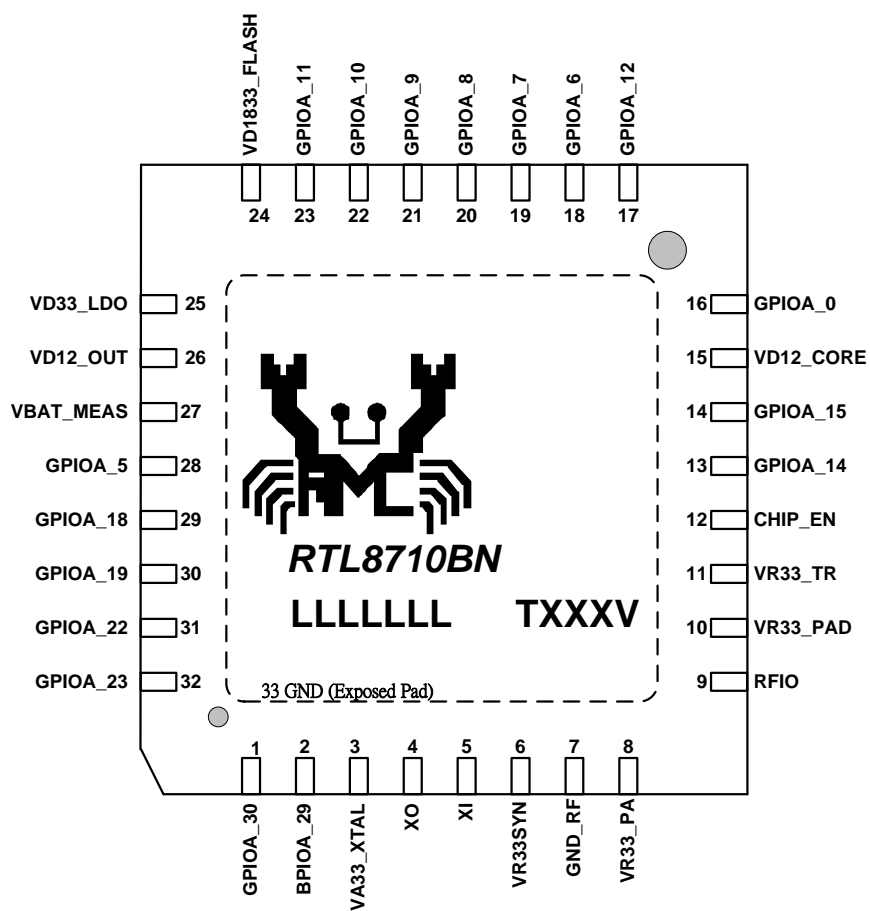 VD1833_FLASH
GPIOA_11
GPIOA_10
GPIOA_9
GPIOA_8
GPIOA_7
GPIOA_6
GPIOA_12
24 23 22 21 20 19 18 17
VD33_LDO 25
VD12_OUT 26
VBAT_MEAS 27
GPIOA_5 28
GPIOA_18 29
GPIOA_19 30
GPIOA_22 31
GPIOA_23 32
16 GPIOA_0
15 VD12_CORE
14 GPIOA_15
13 GPIOA_14
12 CHIP_EN
11 VR33_TR
10 VR33_PAD
9 RFIO
RTL8710BN
LLLLLLL TXXXV
33 GND (Exposed Pad)
1 2 3 4 5 6 7 8
GPIOA_30
BPIOA_29
VA33_XTAL
XO
XI
VR33SYN
GND_RF
VR33_PA